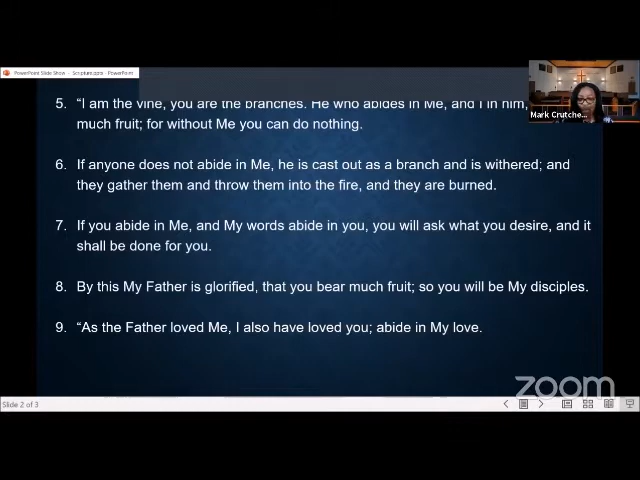 PowerPoint Slide Show - Scripture.pptx - PowerPoint
Mark Crutche...
5. “I am the vine, you are the branches. He who abides in Me, and I in him,
much fruit; for without Me you can do nothing.
6. If anyone does not abide in Me, he is cast out as a branch and is withered; and
they gather them and throw them into the fire, and they are burned.
7. If you abide in Me, and My words abide in you, you will ask what you desire, and it
shall be done for you.
8. By this My Father is glorified, that you bear much fruit; so you will be My disciples.
9. “As the Father loved Me, I also have loved you; abide in My love.
zoom
Slide 2 of 3